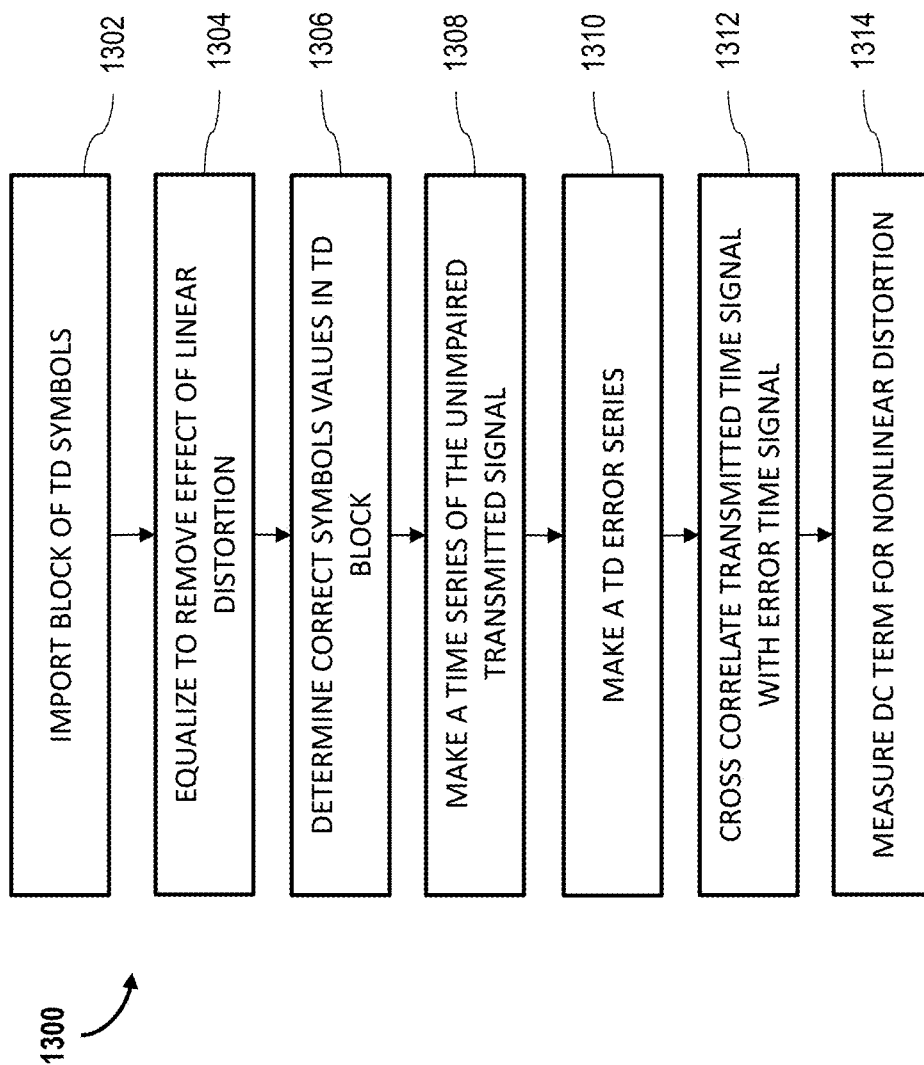 1300
IMPORT BLOCK OF TD SYMBOLS
1302
EQUALIZE TO REMOVE EFFECT OF LINEAR
DISTORTION
1304
DETERMINE CORRECT SYMBOLS VALUES IN TD
BLOCK
1306
MAKE A TIME SERIES OF THE UNIMPAIRED
TRANSMITTED SIGNAL
1308
MAKE A TD ERROR SERIES
1310
CROSS CORRELATE TRANSMITTED TIME SIGNAL
WITH ERROR TIME SIGNAL
1312
MEASURE DC TERM FOR NONLINEAR DISTORTION
1314